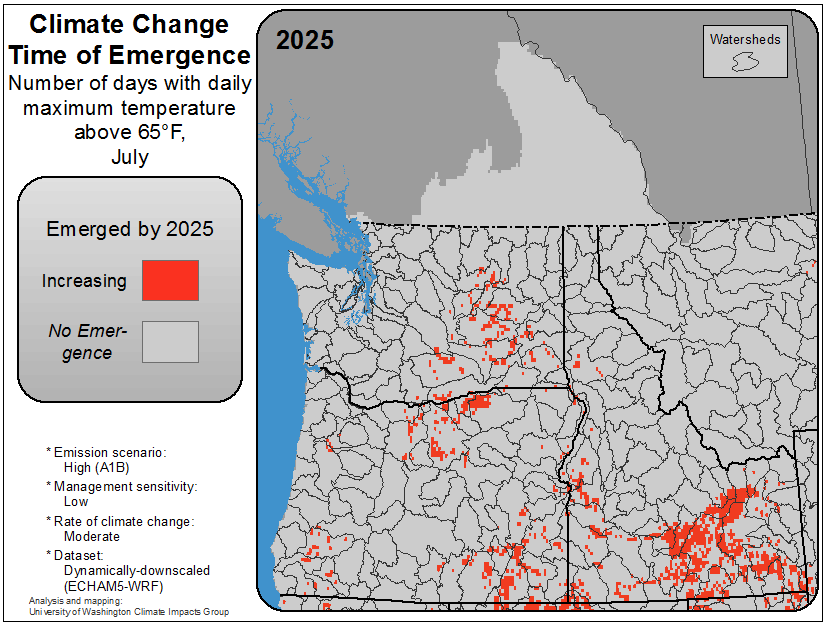 Climate Change
Time of Emergence
Number of days with daily
maximum temperature
above 65°F,
July
Emerged by 2025
Increasing
No Emer-
gence
* Emission scenario:
High (A1B)
* Management sensitivity:
Low
* Rate of climate change:
Moderate
* Dataset:
Dynamically-downscaled
(ECHAM5-WRF)
Analysis and mapping:
University of Washington Climate Impacts Group
2025
Watersheds